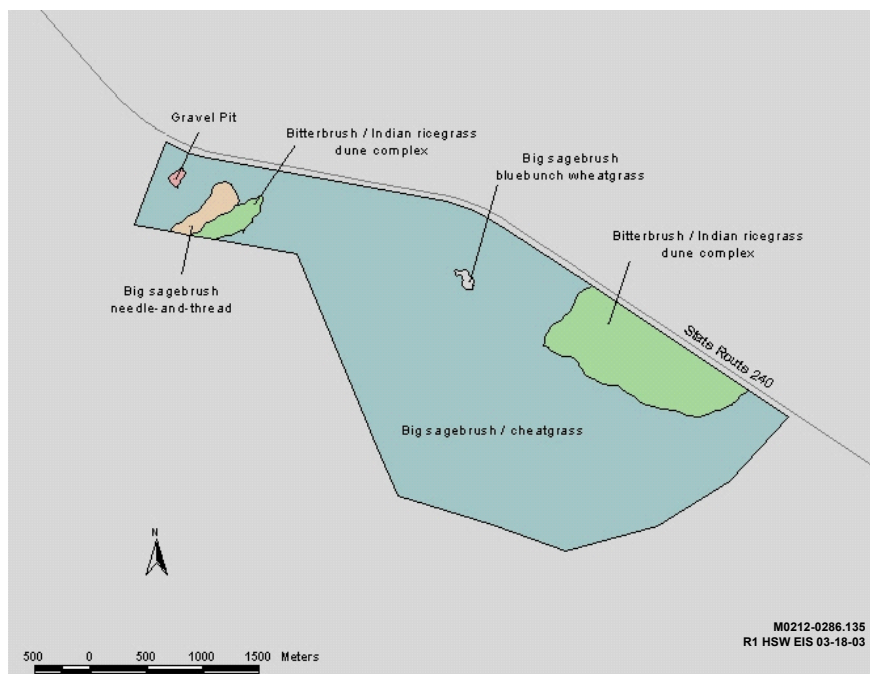 Gravel Pit
Bitterbrush / Indian ricegrass
dune complex
Big sagebrush
bluebunch wheatgrass
Bitterbrush / Indian ricegrass
dune complex
Big sagebrush
needle-and-thread
State Route 240
Big sagebrush / cheatgrass
N
M0212-0286.135
R1 HSW EIS 03-18-03
500 0 500 1000 1500 Meters